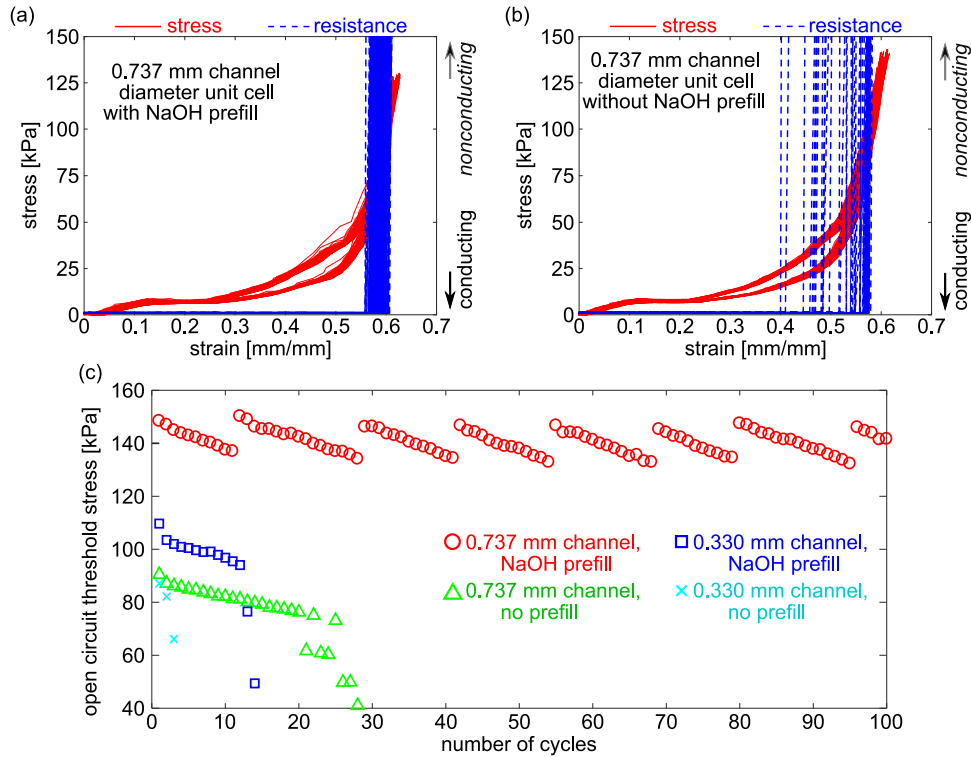 (a)
stress
resistance
150
125
100
75
50
25
0
stress [kPa]
0.737 mm channel
diameter unit cell
with NaOH prefill
nonconducting
conducting
0 0.1 0.2 0.3 0.4 0.5 0.6 0.7
strain [mm/mm]
(b)
stress
resistance
150
125
100
75
50
25
0
stress [kPa]
0.737 mm channel
diameter unit cell
without NaOH prefill
nonconducting
conducting
0 0.1 0.2 0.3 0.4 0.5 0.6 0.7
strain [mm/mm]
(c)
160
140
120
100
80
60
40
open circuit threshold stress [kPa]
0.737 mm channel,
NaOH prefill
0.330 mm channel,
NaOH prefill
0.737 mm channel,
no prefill
0.330 mm channel,
no prefill
0 10 20 30 40 50 60 70 80 90 100
number of cycles